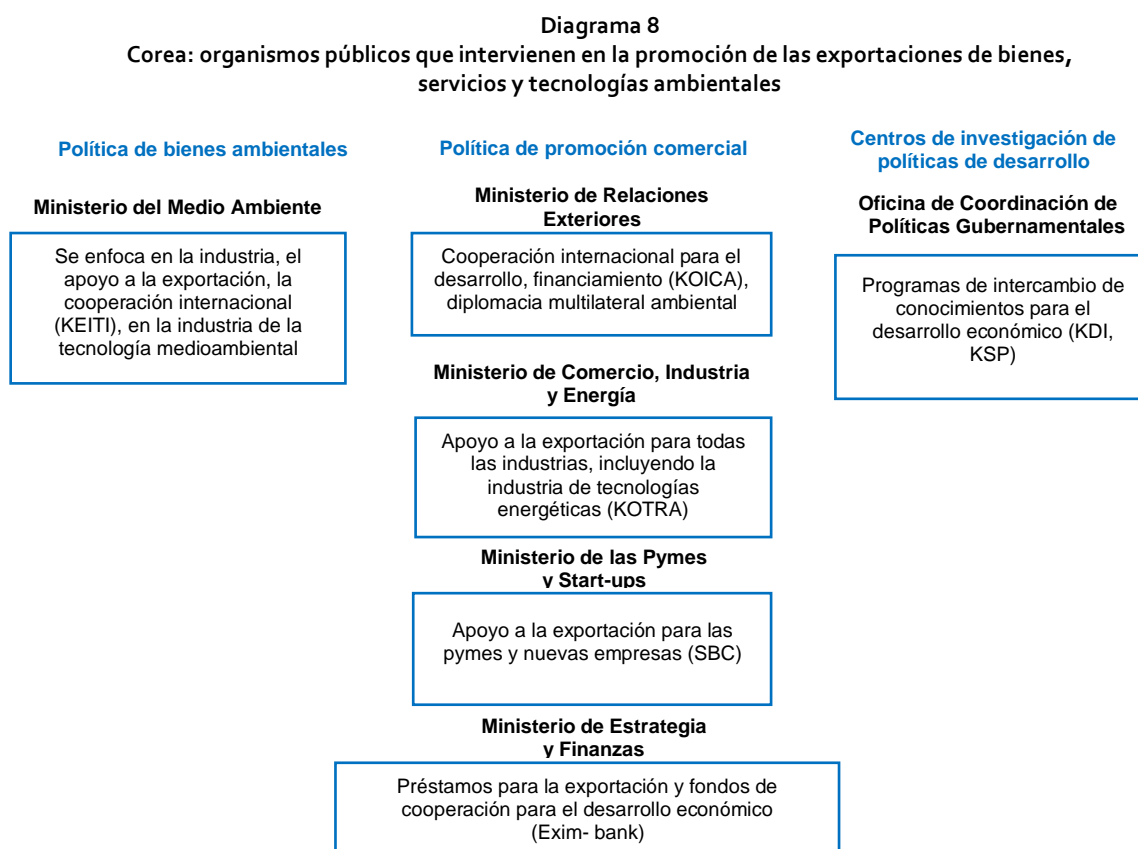 Diagrama 8
Corea: organismos públicos que intervienen en la promoción de las exportaciones de bienes,
servicios y tecnologías ambientales
Política de bienes ambientales
Ministerio del Medio Ambiente
Se enfoca en la industria, el
apoyo a la exportación, la
cooperación internacional
(KEITI), en la industria de la
tecnología medioambiental
Política de promoción comercial
Ministerio de Relaciones
Exteriores
Cooperación internacional para el
desarrollo, financiamiento (KOICA),
diplomacia multilateral ambiental
Ministerio de Comercio, Industria
y Energía
Apoyo a la exportación para todas
las industrias, incluyendo la
industria de tecnologías
energéticas (KOTRA)
Ministerio de las Pymes
y Start-ups
Apoyo a la exportación para las
pymes y nuevas empresas (SBC)
Ministerio de Estrategia
y Finanzas
Préstamos para la exportación y fondos de
cooperación para el desarrollo económico
(Exim- bank)
Centros de investigación de
políticas de desarrollo
Oficina de Coordinación de
Políticas Gubernamentales
Programas de intercambio de
conocimientos para el
desarrollo económico (KDI,
KSP)